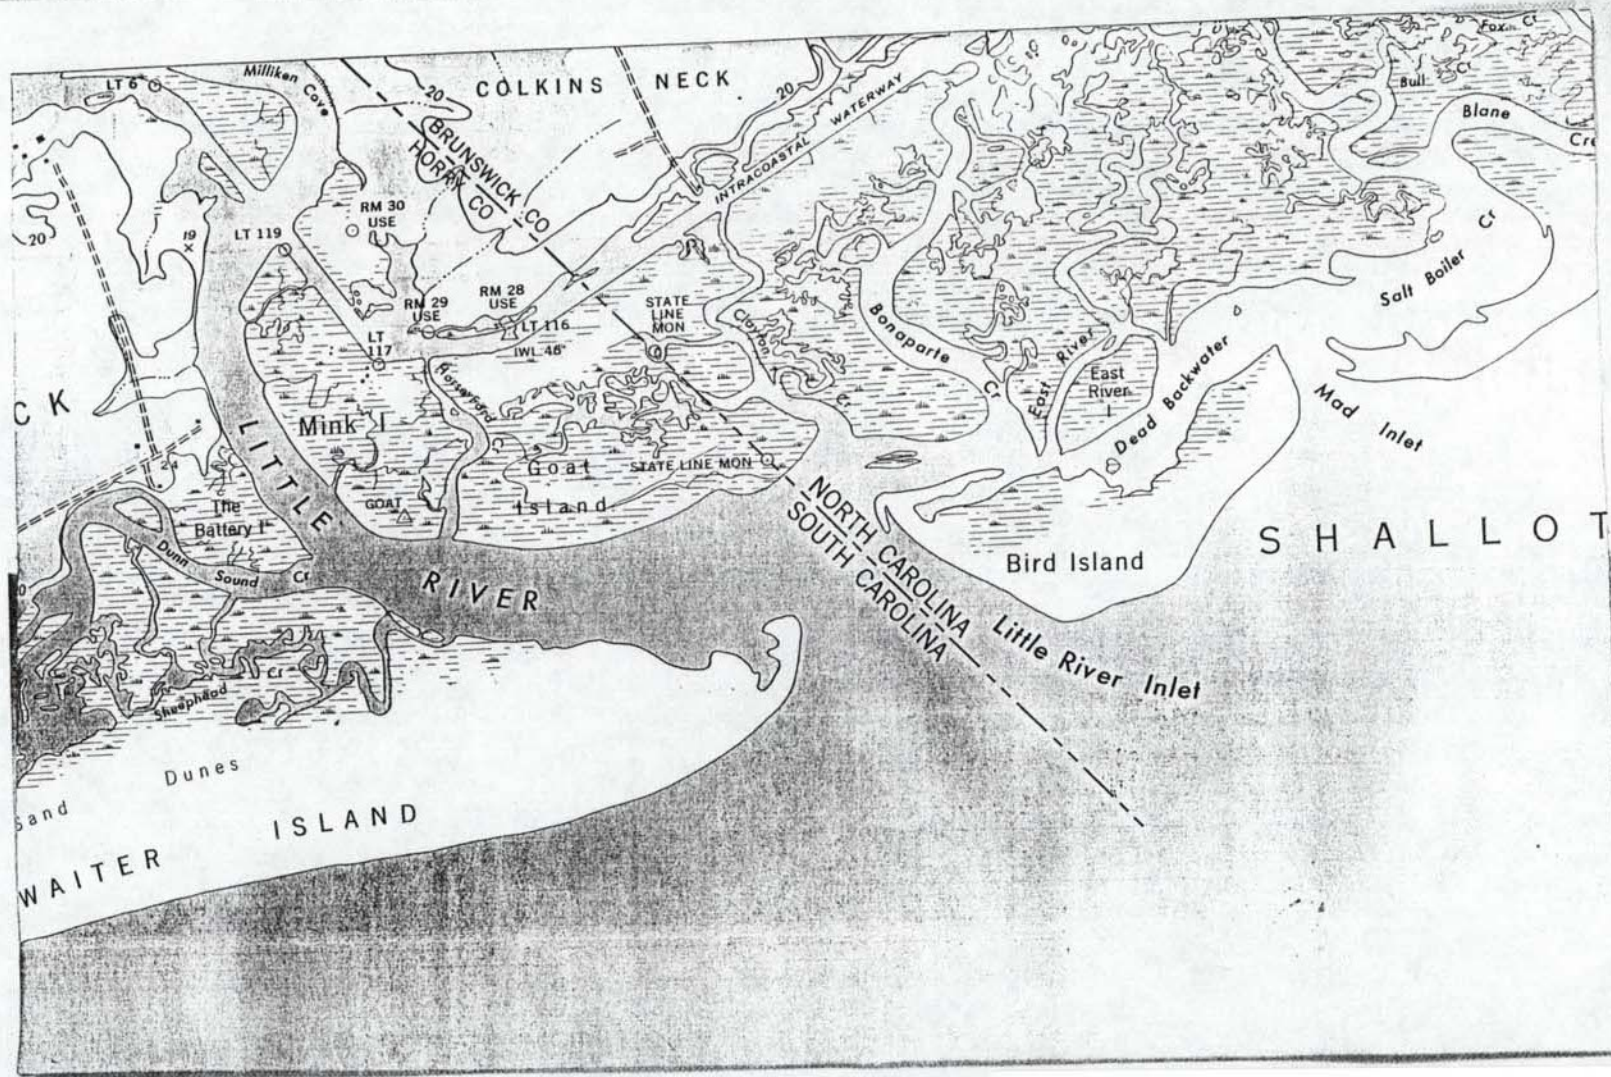 LT 6
Milliken Cove
COLKINS NECK
20
20
INTRACOASTAL WATERWAY
Fox Cr
Bull Cr
Blane
Cre
BRUNSWICK CO
HORRY CO
20
19
LT 119
RM 30
USE
RM 29
USE
RM 28
USE
LT 116
LT
117
STATE
LINE
MON
Clayton Cr
Bonaparte Cr
East River
East
River
I
Dead Backwater
Salt Boiler Cr
Mad Inlet
CK
24
Mink I
Horseford Cr
GOAT
Goat
Island
STATE LINE MON
The
Battery I
LITTLE
RIVER
Dunn Sound Cr
NORTH CAROLINA
SOUTH CAROLINA
Bird Island
SHALLOT
Little River Inlet
Sheephead Cr
Sand Dunes
WAITER ISLAND